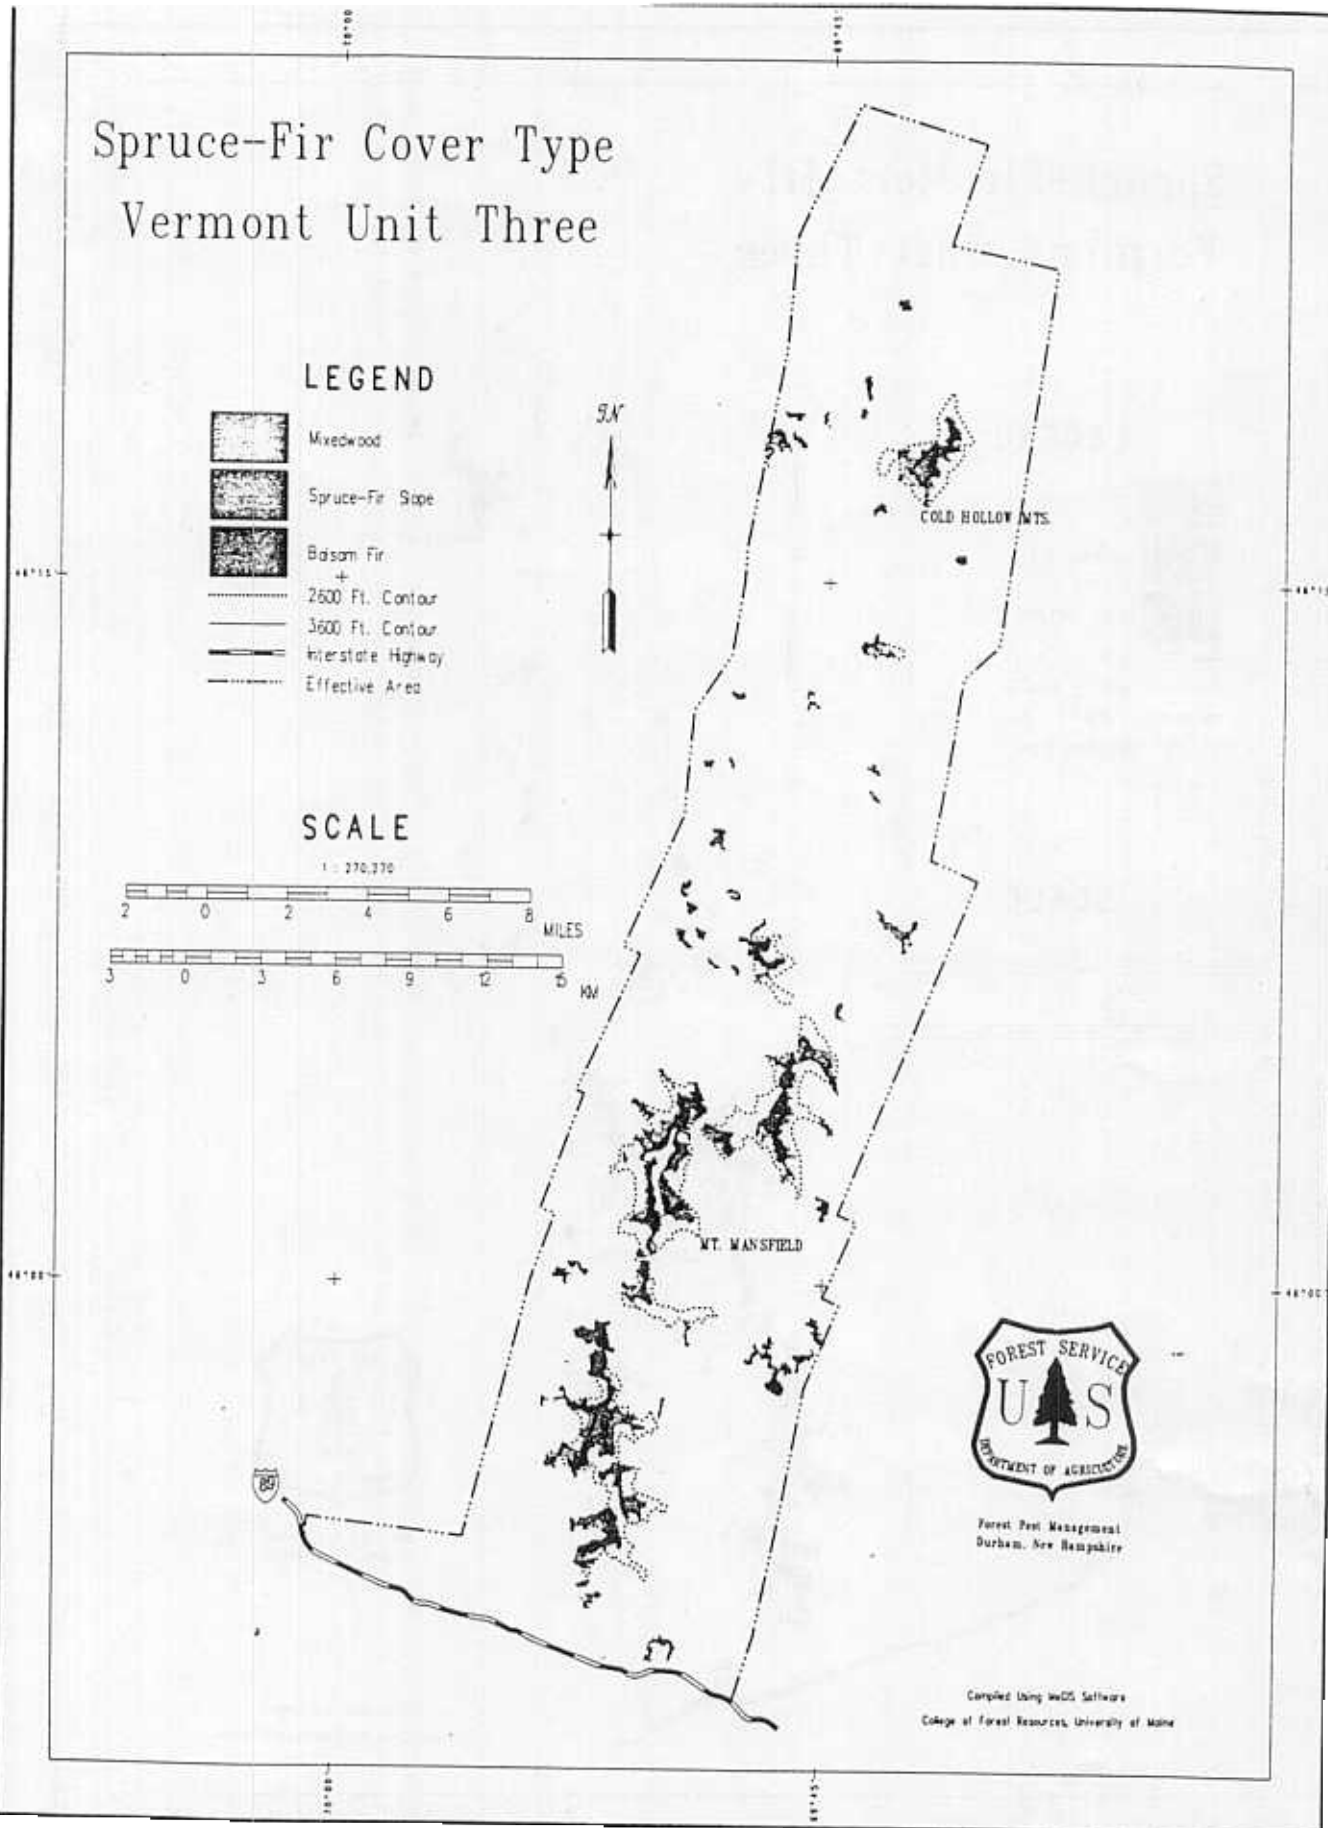 Spruce-Fir Cover Type
Vermont Unit Three
LEGEND
Mixedwood
Spruce-Fir Slope
Balsam Fir
2600 Ft. Contour
3600 Ft. Contour
Interstate Highway
Effective Area
N
SCALE
1 : 270,270
2 0 2 4 6 8
MILES
3 0 3 6 9 12 15
KM
COLD HOLLOW MTS.
MT. MANSFIELD
46°00'
89
FOREST SERVICE
U S
DEPARTMENT OF AGRICULTURE
Forest Pest Management
Durham, New Hampshire
Compiled Using
Software
College of Forest Resources, University of Maine